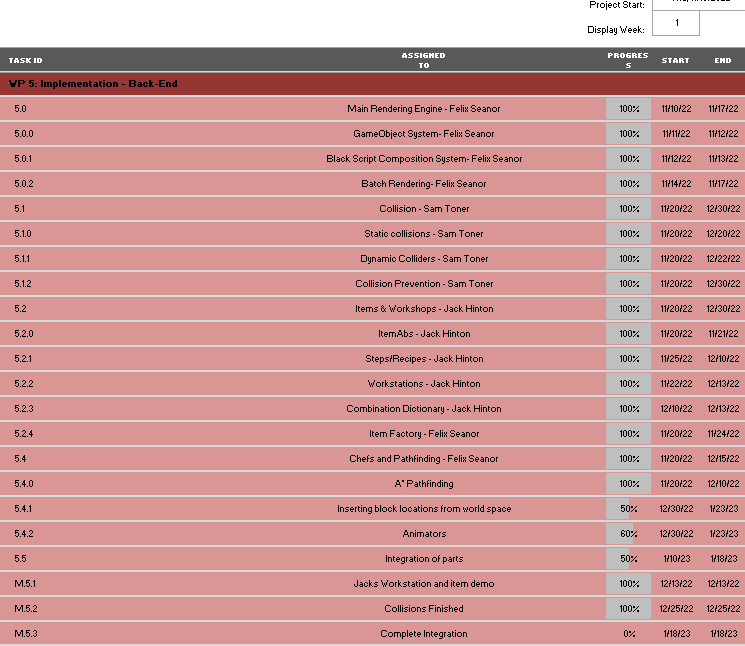 Project Start:
Display Week: 1
TASK ID ASSIGNED TO PROGRESS START END
WP 5: Implementation - Back-End
5.0 Main Rendering Engine - Felix Seanor 100% 11/10/22 11/17/22
5.0.0 GameObject System- Felix Seanor 100% 11/11/22 11/12/22
5.0.1 Black Script Composition System- Felix Seanor 100% 11/12/22 11/13/22
5.0.2 Batch Rendering- Felix Seanor 100% 11/14/22 11/17/22
5.1 Collision - Sam Toner 100% 11/20/22 12/30/22
5.1.0 Static collisions - Sam Toner 100% 11/20/22 12/20/22
5.1.1 Dynamic Colliders - Sam Toner 100% 11/20/22 12/22/22
5.1.2 Collision Prevention - Sam Toner 100% 11/20/22 12/30/22
5.2 Items & Workshops - Jack Hinton 100% 11/20/22 12/30/22
5.2.0 ItemAbs - Jack Hinton 100% 11/20/22 11/21/22
5.2.1 Steps/Recipes - Jack Hinton 100% 11/25/22 12/10/22
5.2.2 Workstations - Jack Hinton 100% 11/22/22 12/13/22
5.2.3 Combination Dictionary - Jack Hinton 100% 12/10/22 12/13/22
5.2.4 Item Factory - Felix Seanor 100% 11/20/22 11/24/22
5.4 Chefs and Pathfinding - Felix Seanor 100% 11/20/22 12/15/22
5.4.0 A* Pathfinding 100% 11/20/22 12/10/22
5.4.1 Inserting block locations from world space 50% 12/30/22 1/23/23
5.4.2 Animators 60% 12/30/22 1/23/23
5.5 Integration of parts 50% 1/10/23 1/18/23
M.5.1 Jacks Workstation and item demo 100% 12/13/22 12/13/22
M.5.2 Collisions Finished 100% 12/25/22 12/25/22
M.5.3 Complete Integration 0% 1/18/23 1/18/23